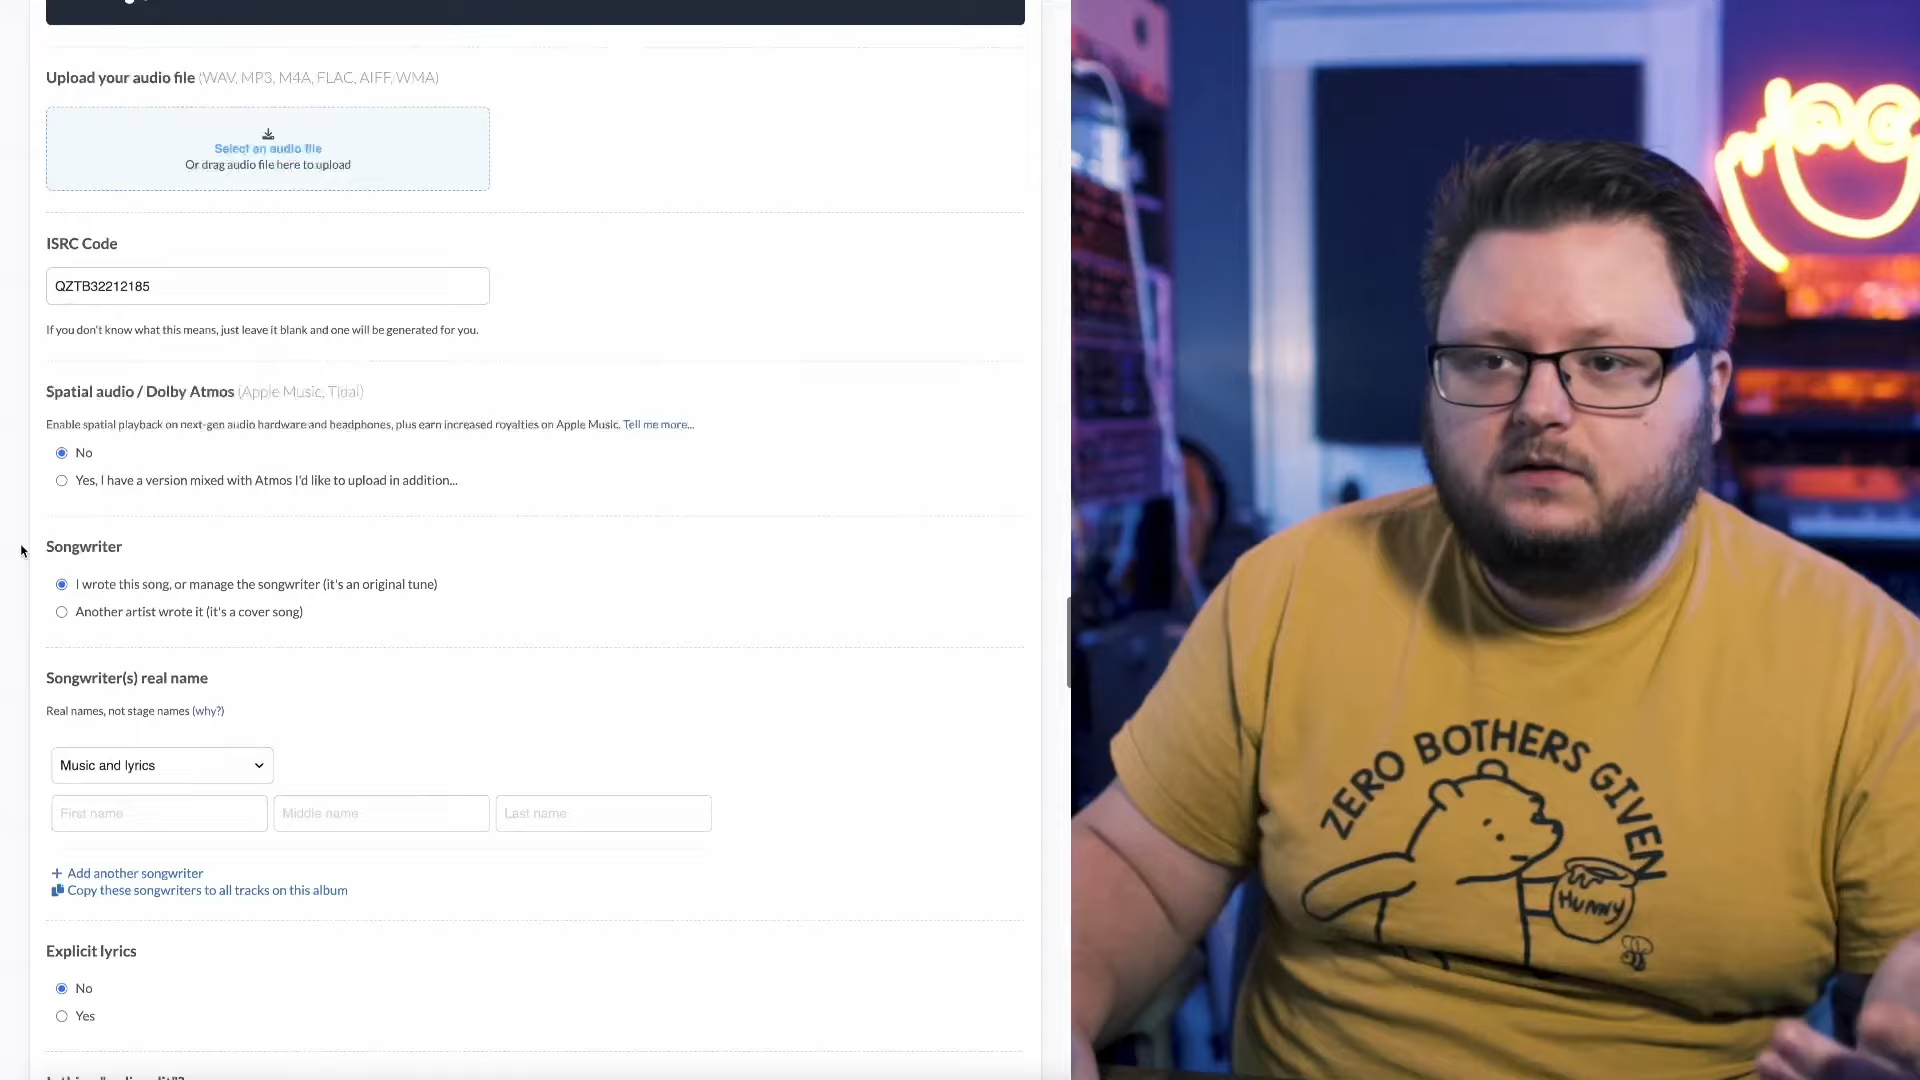 Upload your audio file (WAV, MP3, M4A, FLAC, AIFF, WMA)
Select an audio file
Or drag audio file here to upload
ISRC Code
QZTB32212185
If you don't know what this means, just leave it blank and one will be generated for you.
Spatial audio / Dolby Atmos (Apple Music, Tidal)
Enable spatial playback on next-gen audio hardware and headphones, plus earn increased royalties on Apple Music. Tell me more...
No
Yes, I have a version mixed with Atmos I'd like to upload in addition...
Songwriter
I wrote this song, or manage the songwriter (it's an original tune)
Another artist wrote it (it's a cover song)
Songwriter(s) real name
Real names, not stage names (why?)
Music and lyrics
First name Middle name Last name
+ Add another songwriter
Copy these songwriters to all tracks on this album
Explicit lyrics
No
Yes
ZERO BOTHERS GIVEN
HUNNY